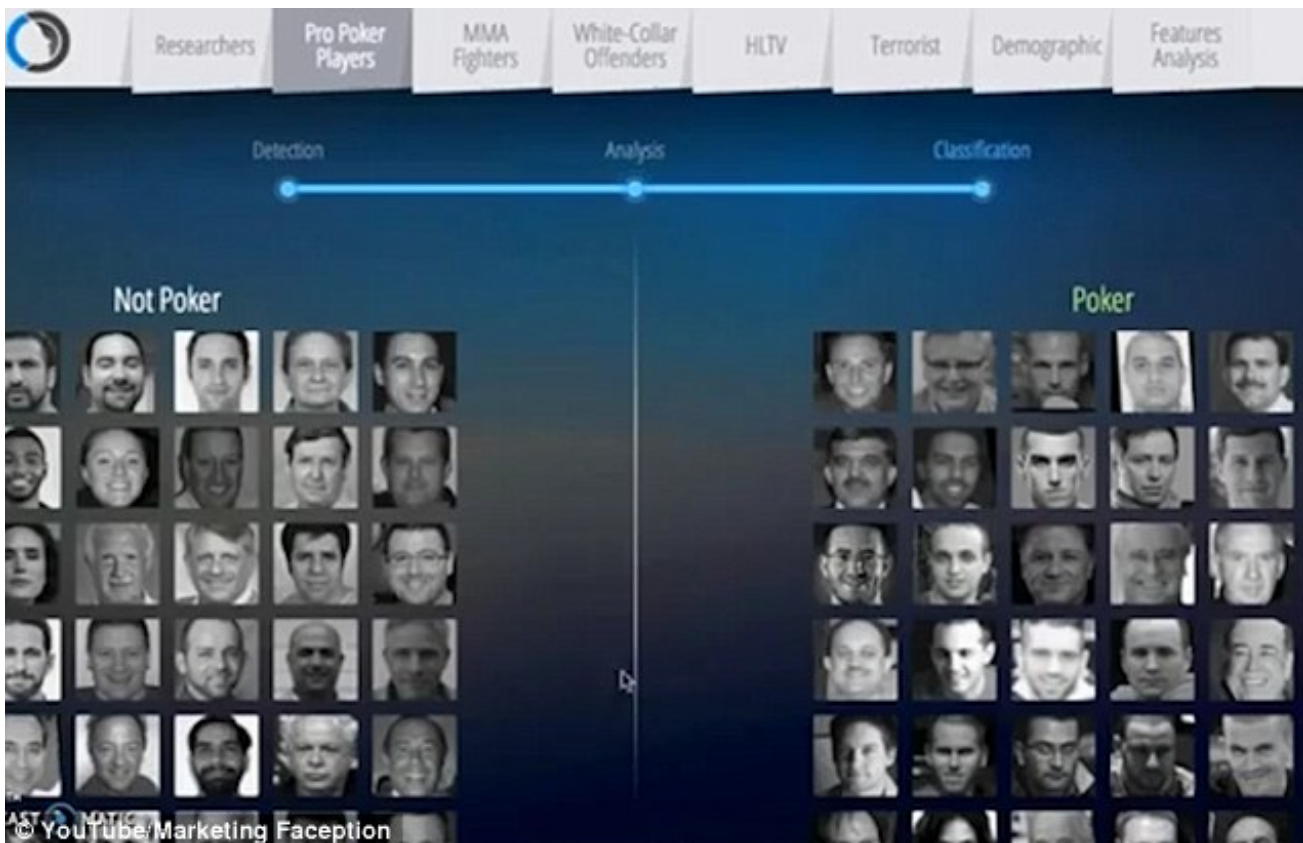 Researchers
Pro Poker
Players
MMA
Fighters
White-Collar
Offenders
HLTV
Terrorist
Demographic
Features
Analysis
Detection
Analysis
Classification
Not Poker
Poker
© YouTube/Marketing Faception